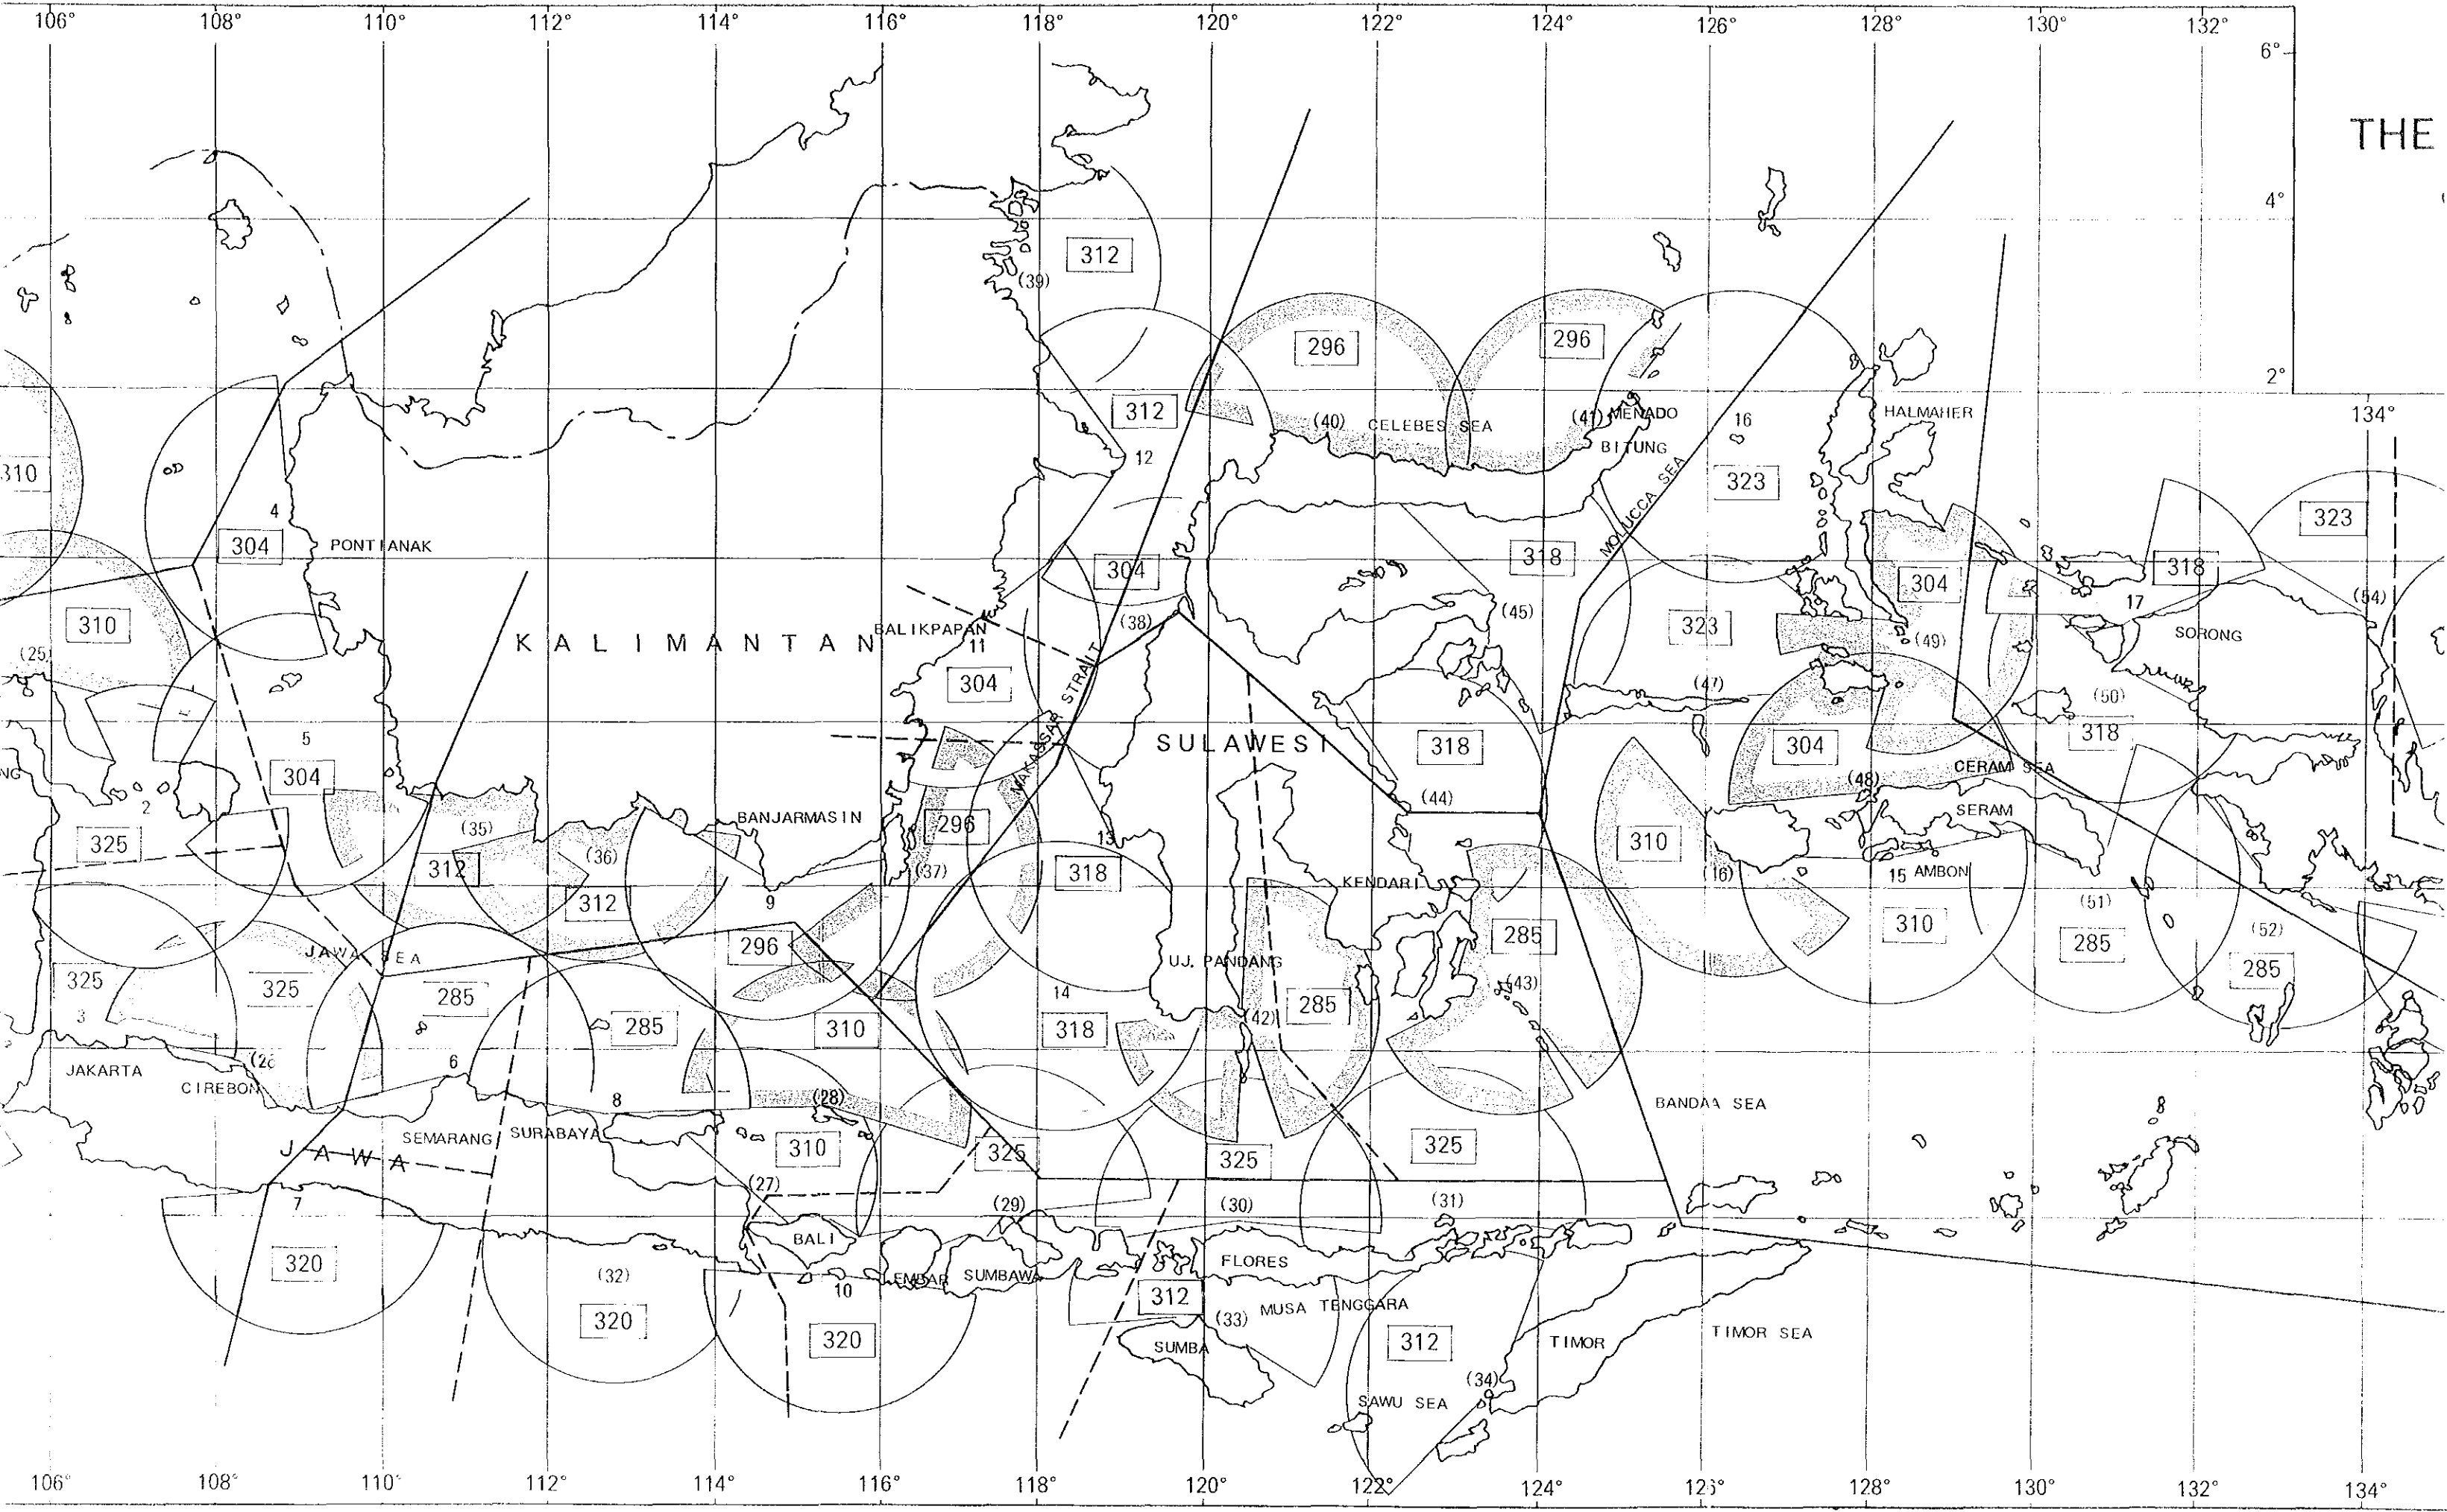 106° 108° 110° 112° 114° 116° 118° 120° 122° 124° 126° 128° 130° 132°
6°
THE
4°
312
(39)
296
296
2°
312
(40)
CELEBES SEA
(41)
MENADO
16
HALMAHER
134°
BITUNG
12
310
323
MOLUCCA SEA
4
323
304
PONTIANAK
318
304
318
304
(54)
17
(45)
310
(38)
323
BALIKPAPAN
SORONG
KALIMANTAN
11
(49)
(25)
304
(47)
(50)
MAKASSAR STRAIT
5
SULAWESI
318
304
318
304
NG
CERAM SEA
(48)
2
(44)
SERAM
BANJARMASIN
296
(35)
13
310
325
(36)
312
318
(37)
(16)
15 AMBON
KENDARI
312
9
(51)
310
285
296
(52)
285
JAWA SEA
UJ. PANDANG
285
325
325
285
14
(43)
285
3
285
310
318
(42)
(26
6
JAKARTA
CIREBON
8
(28)
BANDAA SEA
SEMARANG
SURABAYA
310
325
325
325
JAWA
(27)
7
(29)
(30)
(31)
BALI
320
FLORES
(32)
EMBAR
SUMBAWA
10
312
MUSA TENGGARA
(33)
320
320
SUMBA
312
TIMOR
TIMOR SEA
(34)
SAWU SEA
106° 108° 110° 112° 114° 116° 118° 120° 122° 124° 126° 128° 130° 132° 134°